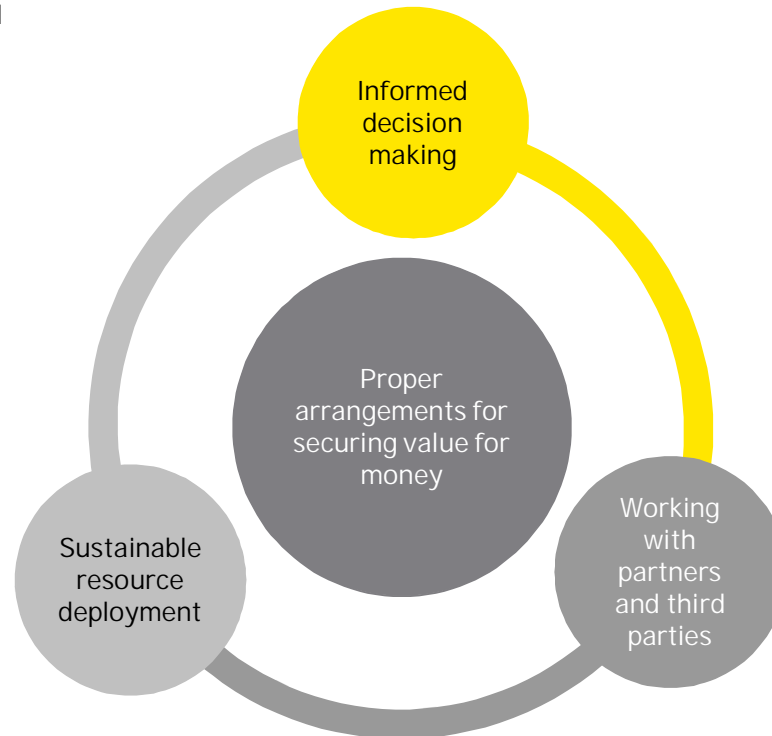 Informed
decision
making
Proper
arrangements for
securing value for
money
Sustainable
resource
deployment
Working
with
partners
and third
parties